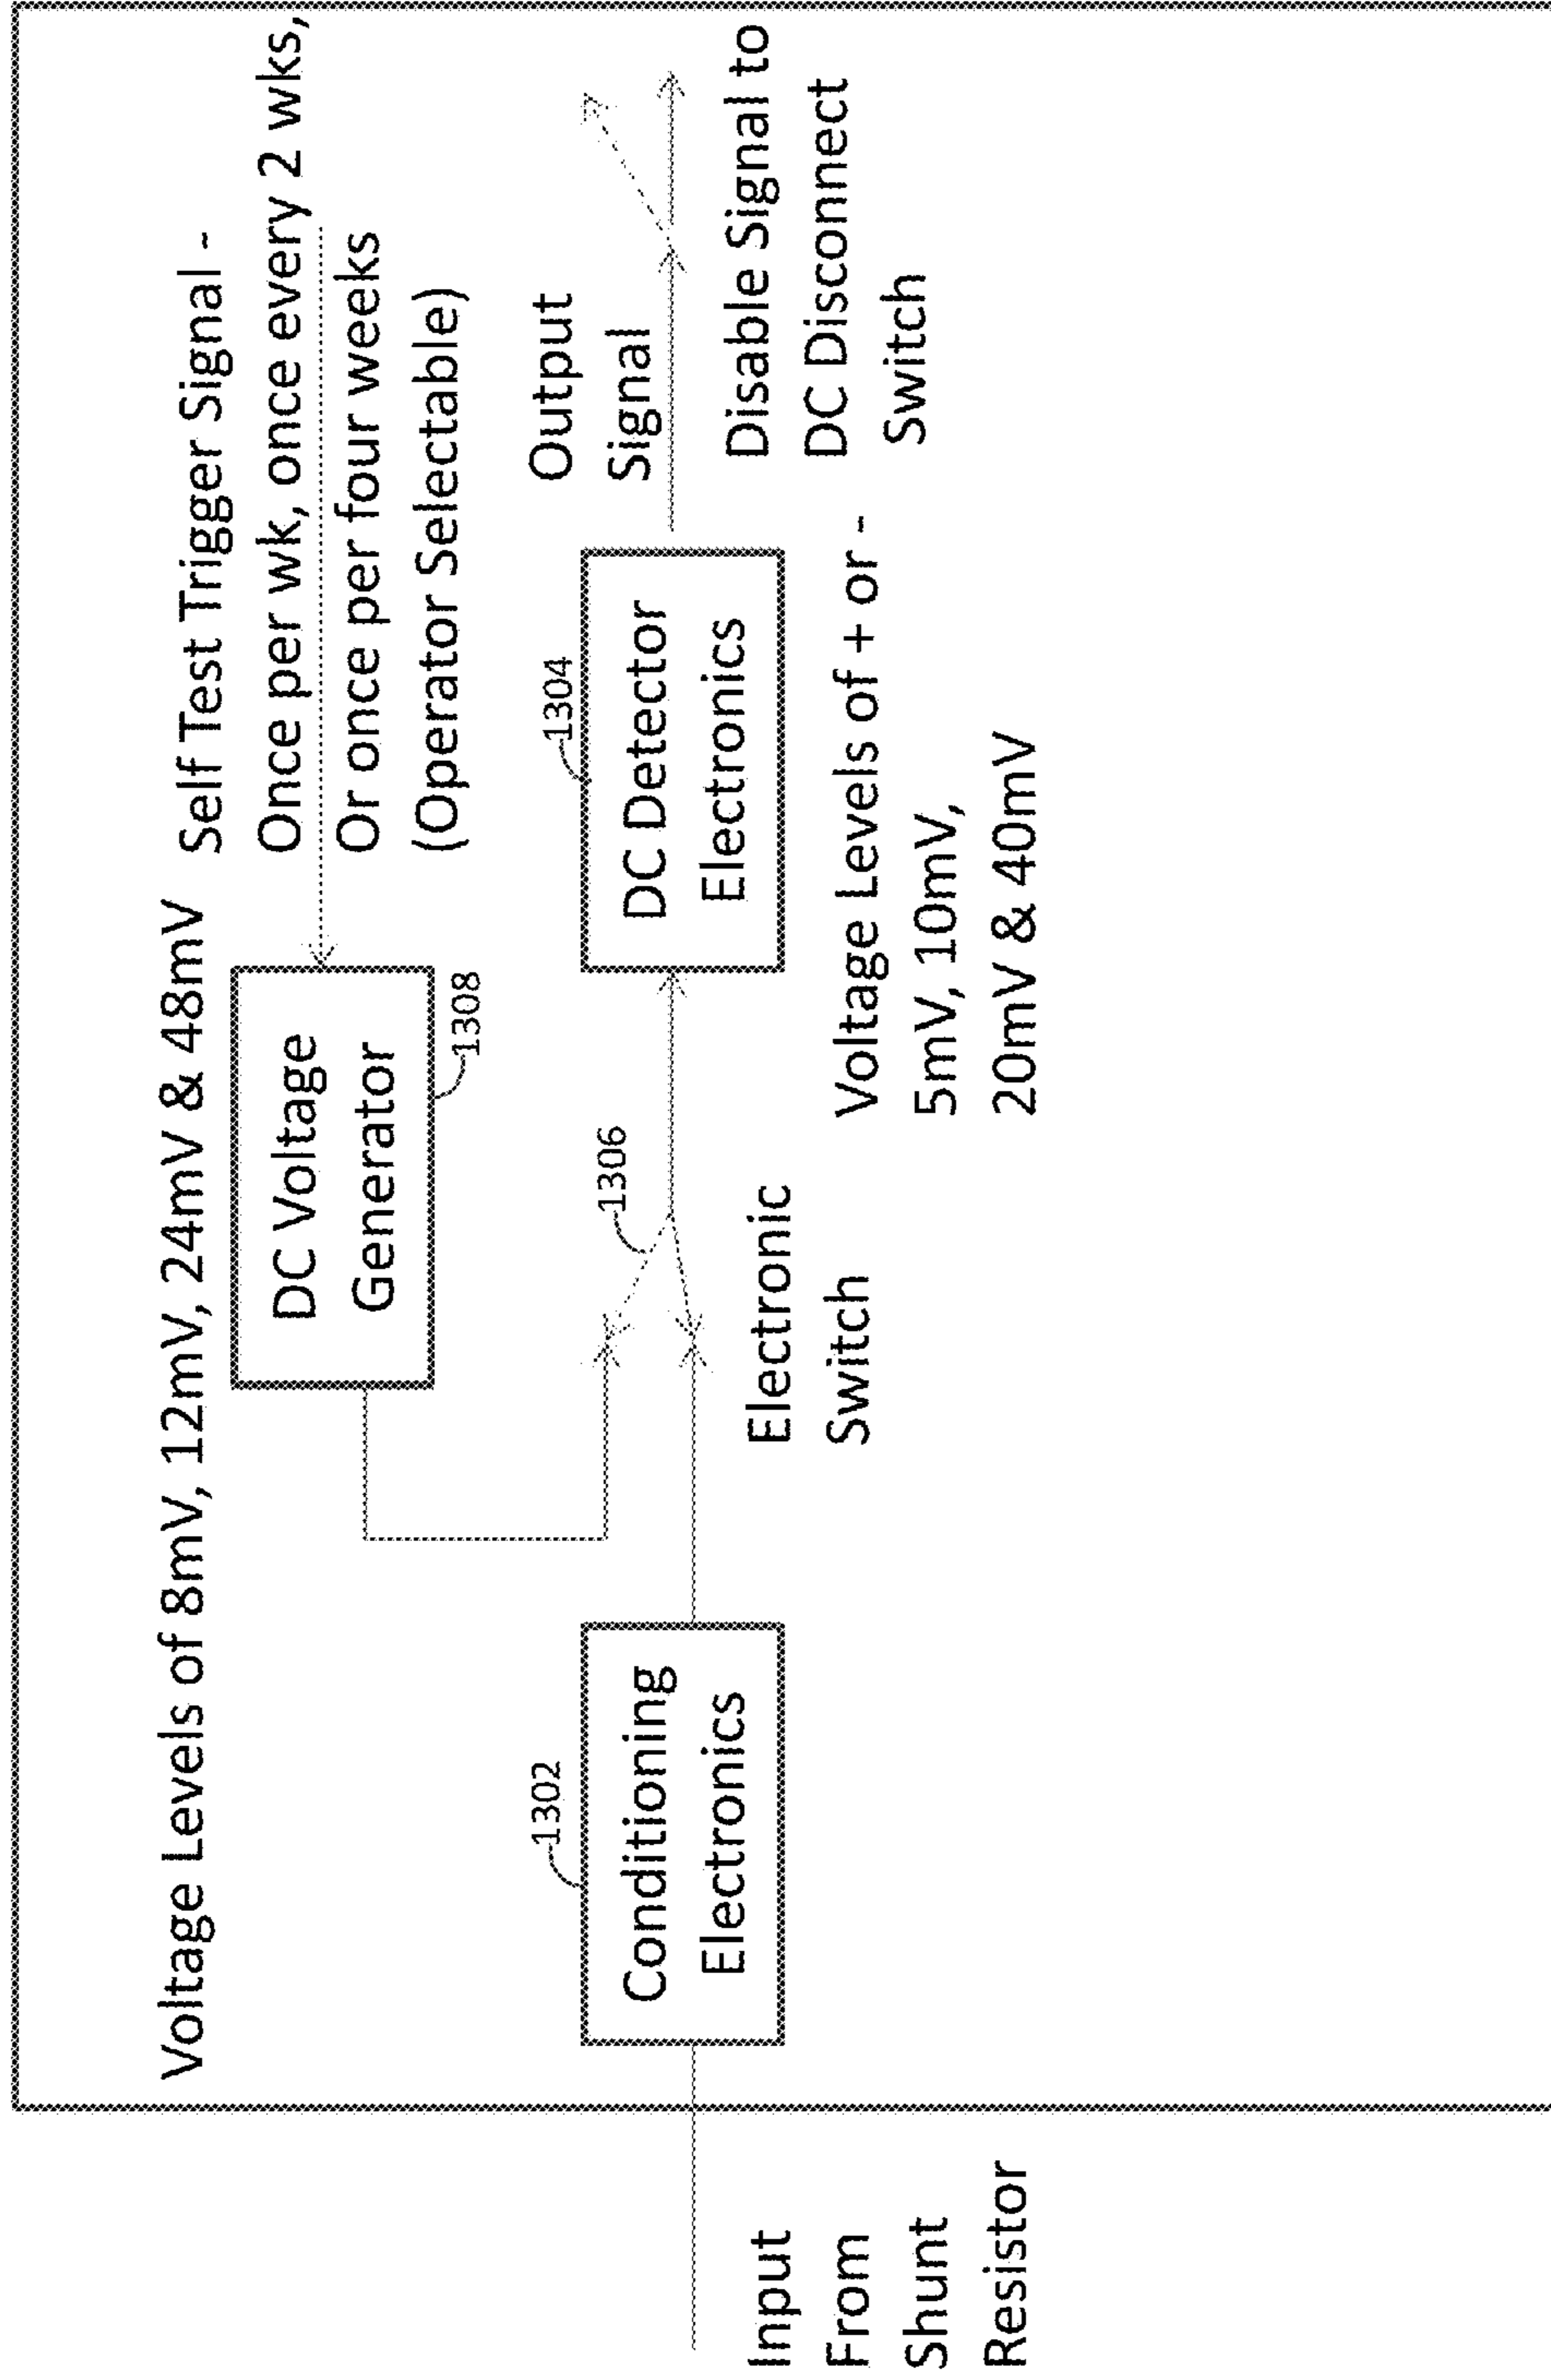 Voltage Levels of 8mV, 12mV, 24mV & 48mV
Self Test Trigger Signal -
Once per wk, once every 2 wks,
Or once per four weeks
(Operator Selectable)
DC Voltage
Generator
1308
1302
Conditioning
Electronics
1306
Electronic
Switch
1304
DC Detector
Electronics
Output
Signal
Disable Signal to
DC Disconnect
Switch
Voltage Levels of + or -
5mV, 10mV,
20mV & 40mV
Input
From
Shunt
Resistor